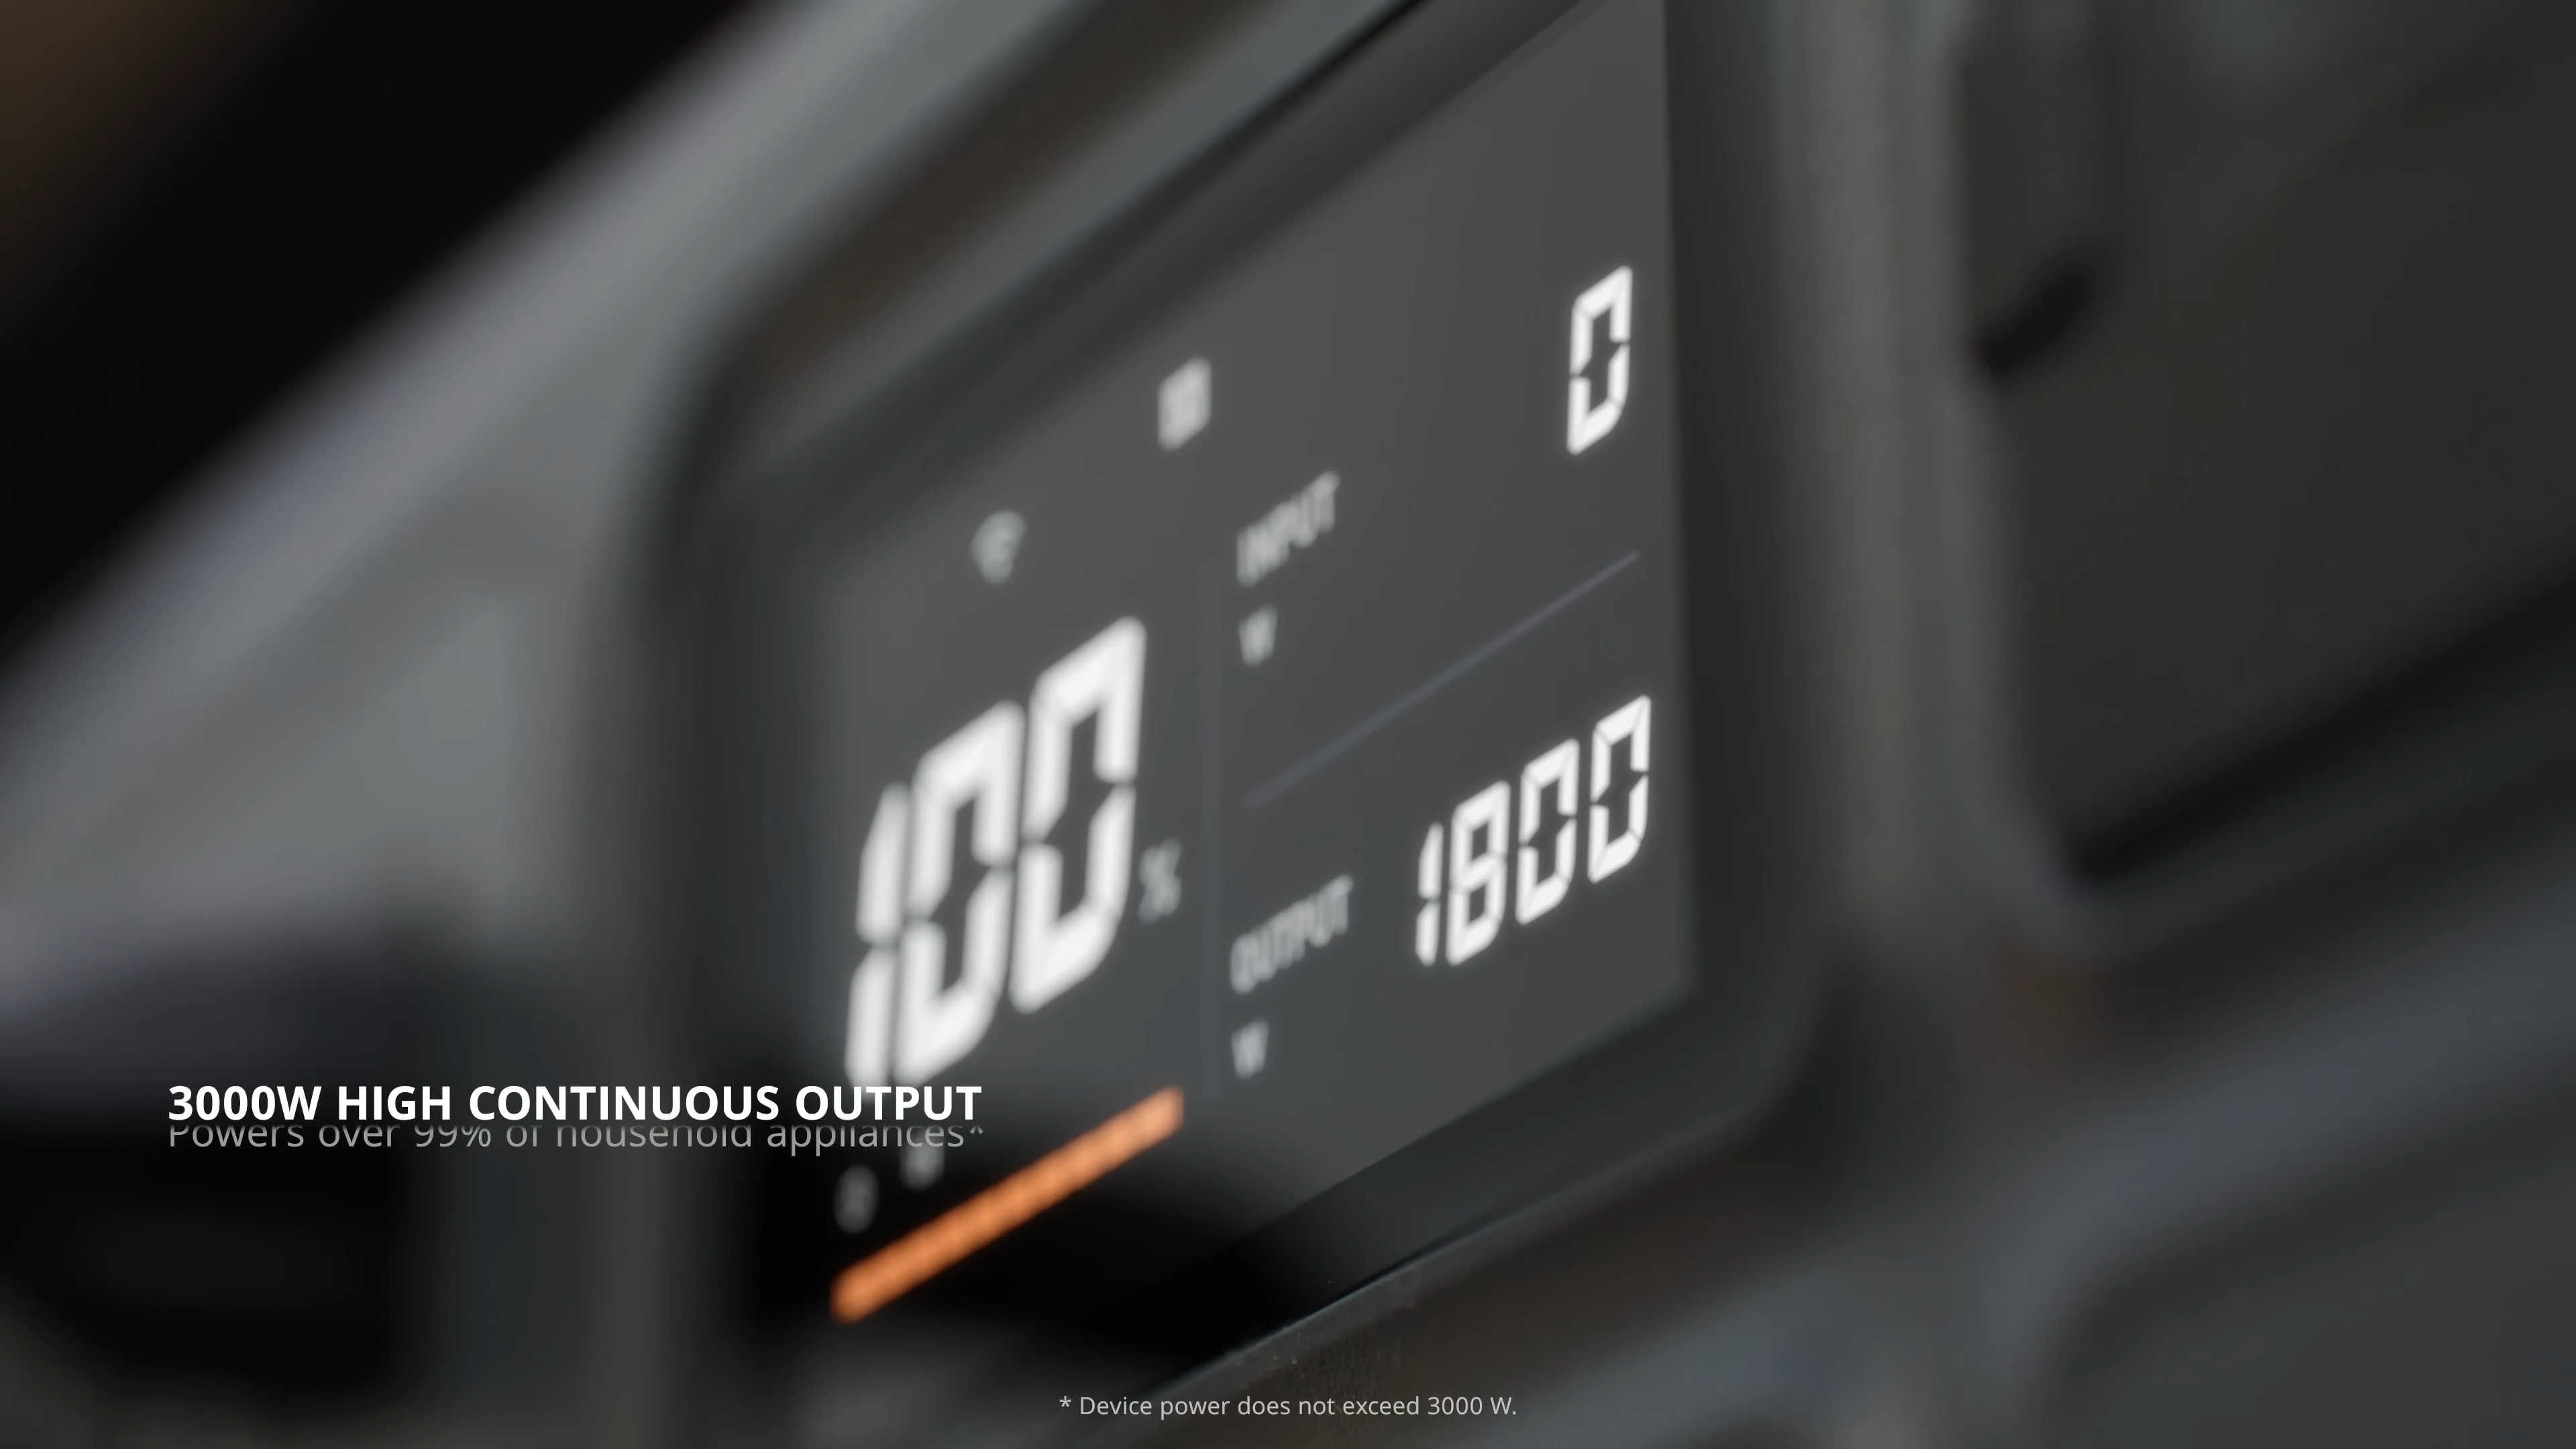 0
INPUT
W
100 %
1800
OUTPUT
W
3000W HIGH CONTINUOUS OUTPUT
Powers over 99% of household appliances*
* Device power does not exceed 3000 W.